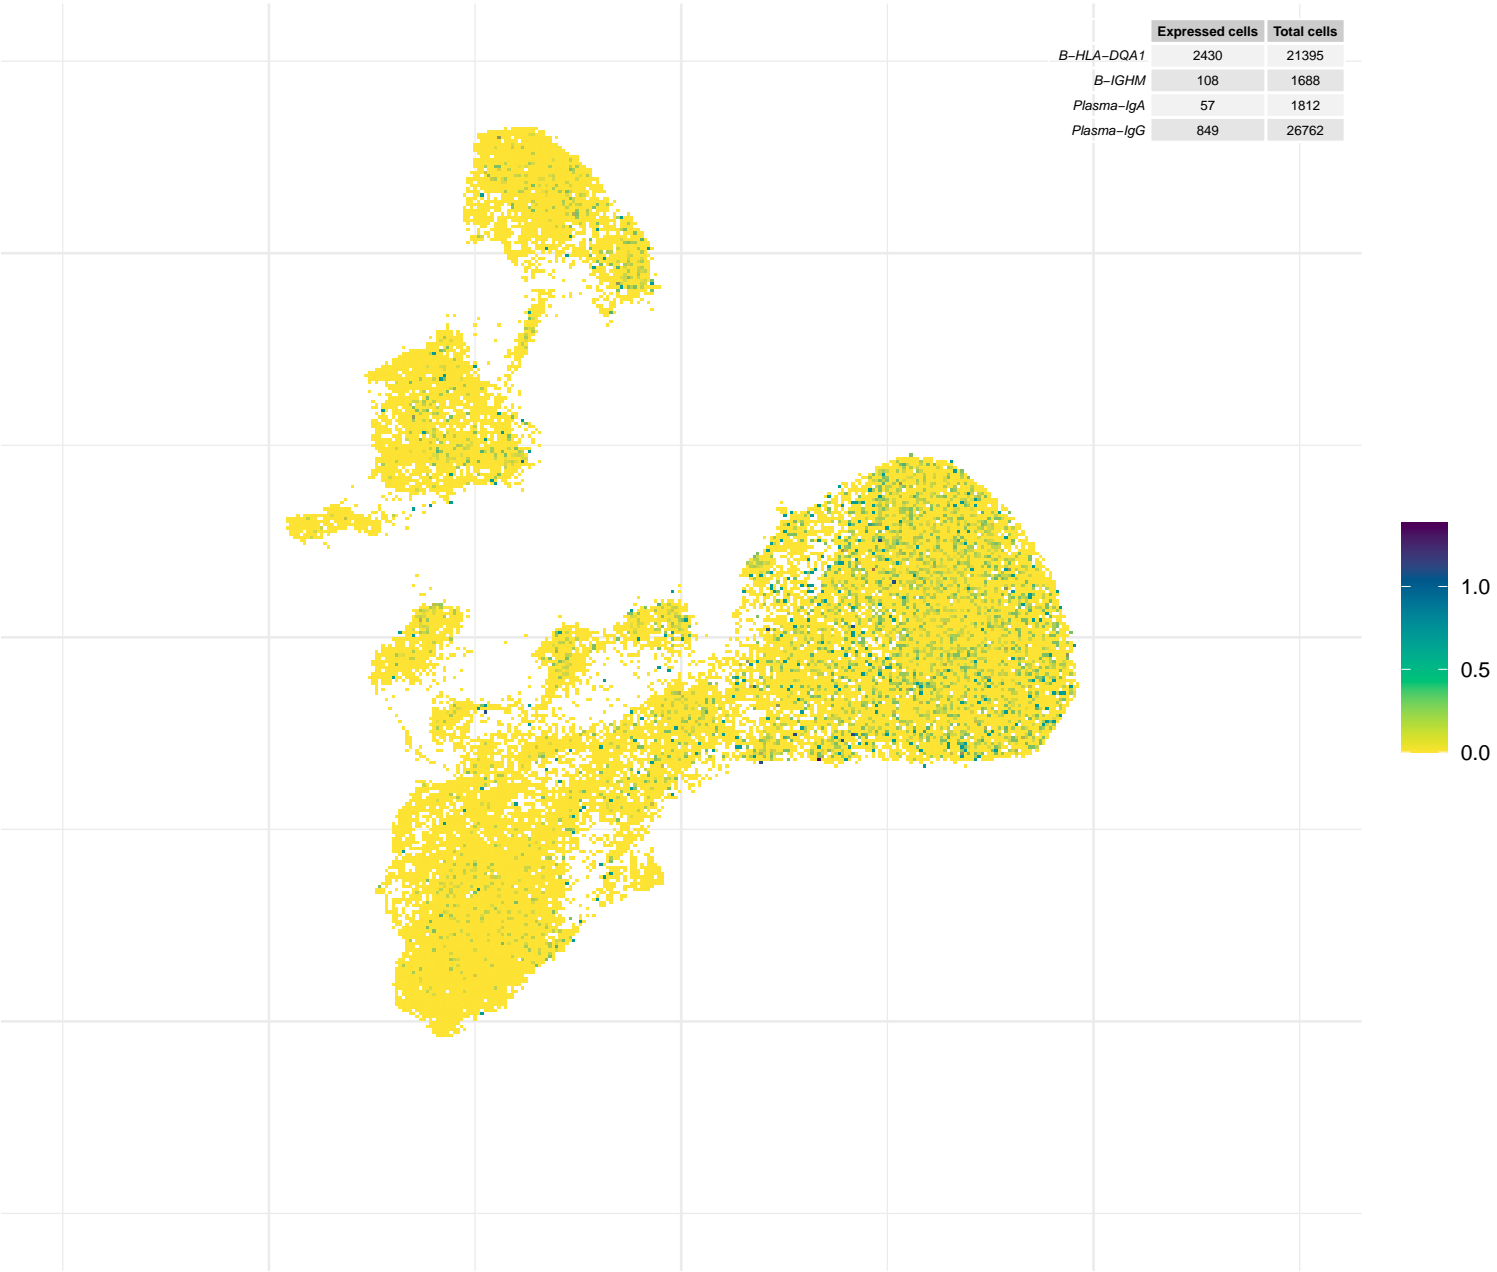 Expressed cells Total cells
B−HLA−DQA1 2430 21395
B−IGHM 108 1688
Plasma−IgA 57 1812
Plasma−IgG 849 26762
1.0
0.5
0.0